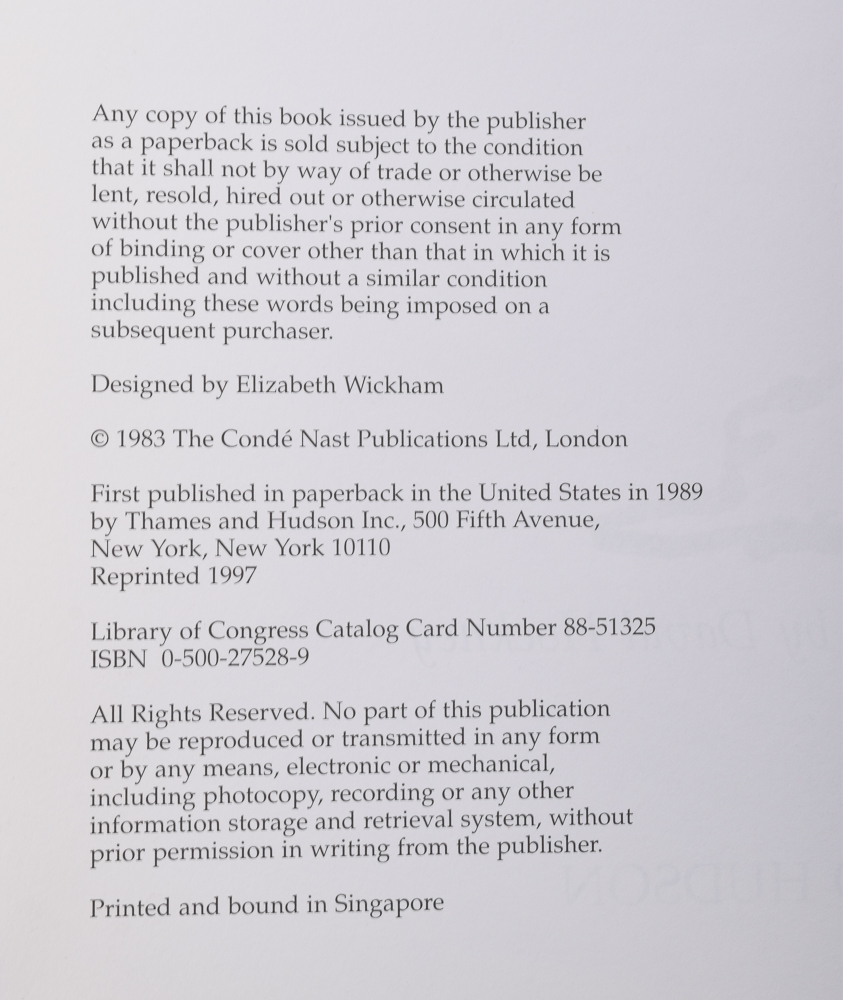 Any copy of this book issued by the publisher
as a paperback is sold subject to the condition
that it shall not by way of trade or otherwise be
lent, resold, hired out or otherwise circulated
without the publisher's prior consent in any form
of binding or cover other than that in which it is
published and without a similar condition
including these words being imposed on a
subsequent purchaser.
Designed by Elizabeth Wickham
© 1983 The Condé Nast Publications Ltd, London
First published in paperback in the United States in 1989
by Thames and Hudson Inc., 500 Fifth Avenue,
New York, New York 10110
Reprinted 1997
Library of Congress Catalog Card Number 88-51325
ISBN 0-500-27528-9
All Rights Reserved. No part of this publication
may be reproduced or transmitted in any form
or by any means, electronic or mechanical,
including photocopy, recording or any other
information storage and retrieval system, without
prior permission in writing from the publisher.
Printed and bound in Singapore
by David Hockney
HUDSON